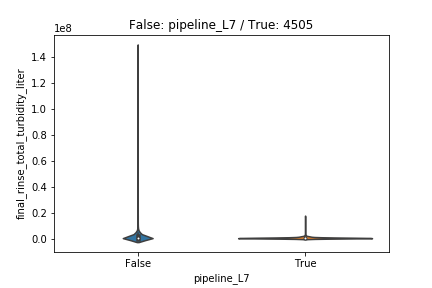 False: pipeline_L7 / True: 4505
1e8
1.4
1.2
1.0
0.8
0.6
0.4
0.2
0.0
final_rinse_total_turbidity_liter
False
True
pipeline_L7